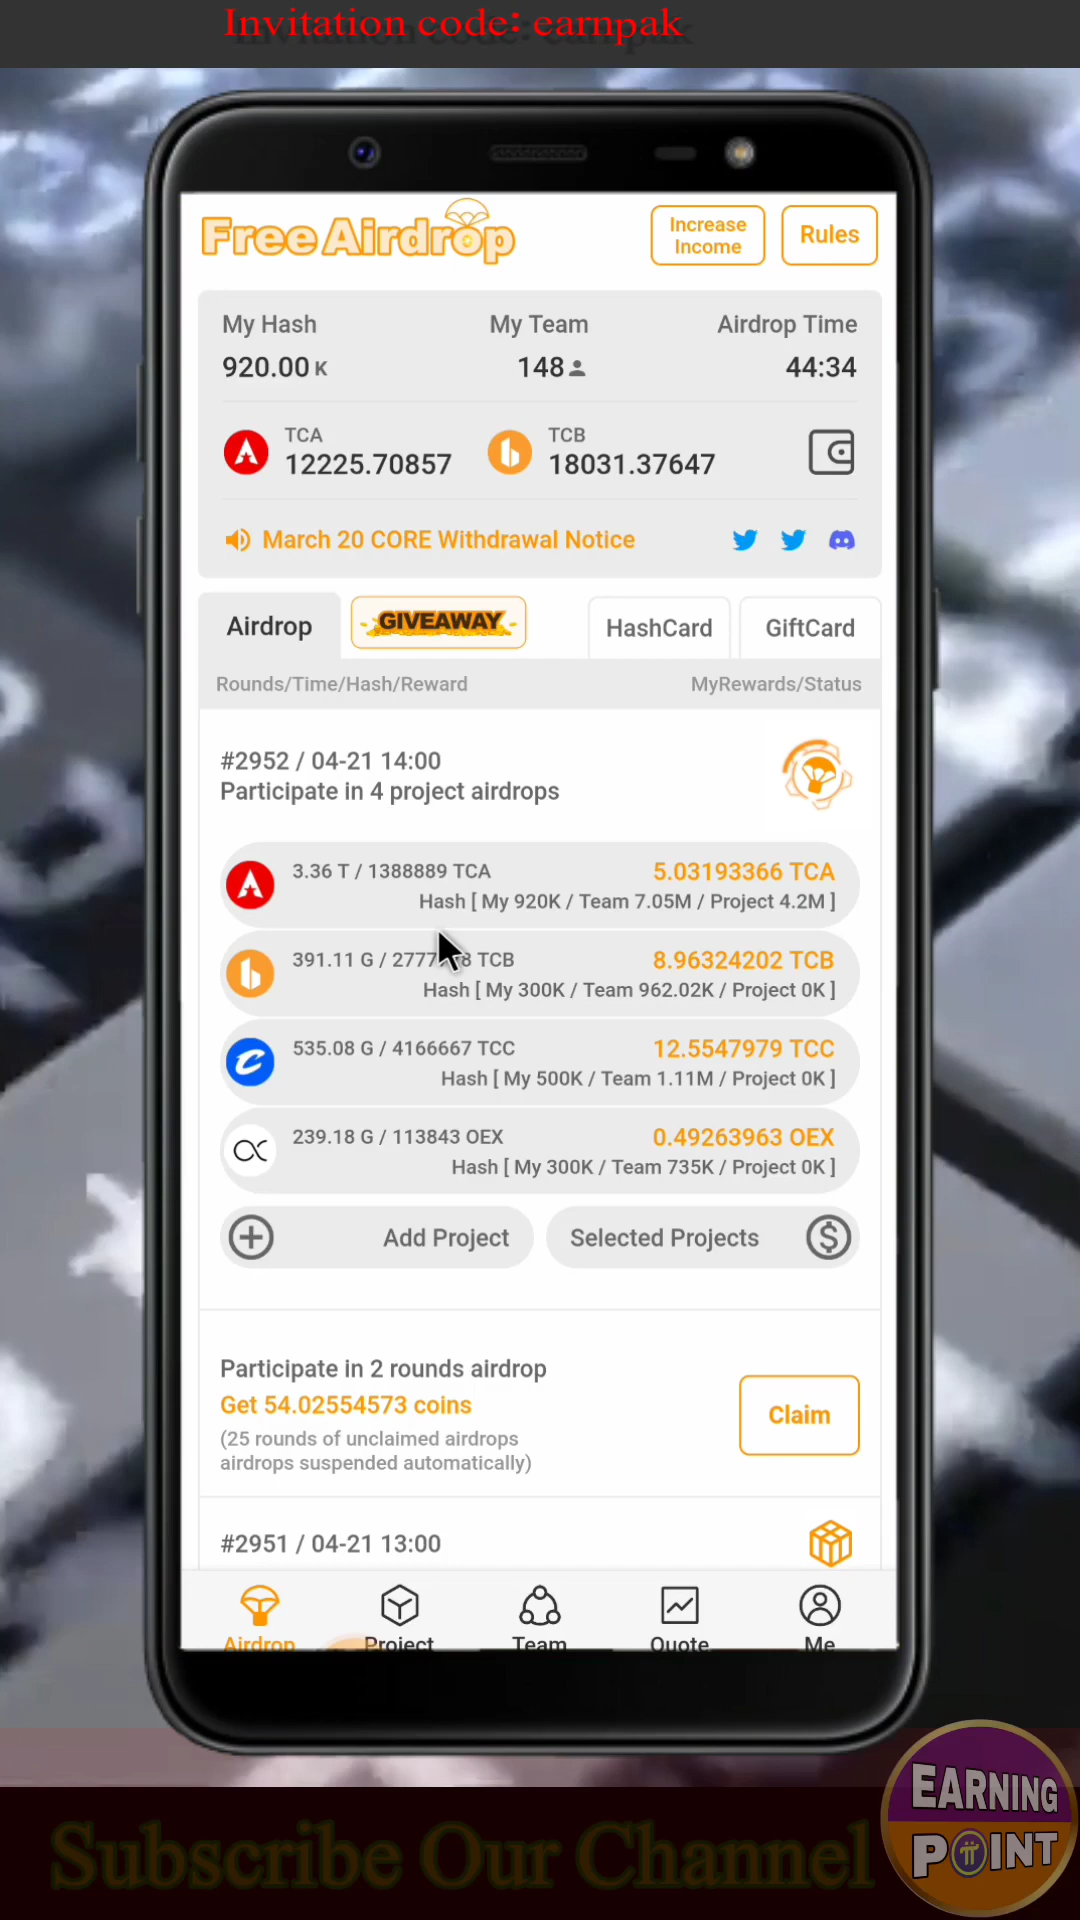 Invitation code: earnpak
Free Airdrop
Increase Income
Rules
My Hash
My Team
Airdrop Time
920.00 K
148
44:34
TCA
12225.70857
TCB
18031.37647
March 20 CORE Withdrawal Notice
Airdrop
GIVEAWAY
HashCard
GiftCard
Rounds/Time/Hash/Reward
MyRewards/Status
#2952 / 04-21 14:00
Participate in 4 project airdrops
3.36 T / 1388889 TCA
5.03193366 TCA
Hash [ My 920K / Team 7.05M / Project 4.2M ]
391.11 G / TCB
8.96324202 TCB
Hash [ My 300K / Team 962.02K / Project 0K ]
535.08 G / 4166667 TCC
12.5547979 TCC
Hash [ My 500K / Team 1.11M / Project 0K ]
239.18 G / 113843 OEX
0.49263963 OEX
Hash [ My 300K / Team 735K / Project 0K ]
Add Project
Selected Projects
Participate in 2 rounds airdrop
Get 54.02554573 coins
(25 rounds of unclaimed airdrops
airdrops suspended automatically)
Claim
#2951 / 04-21 13:00
Airdrop
Project
Team
Quote
Me
Subscribe Our Channel
EARNING
POINT